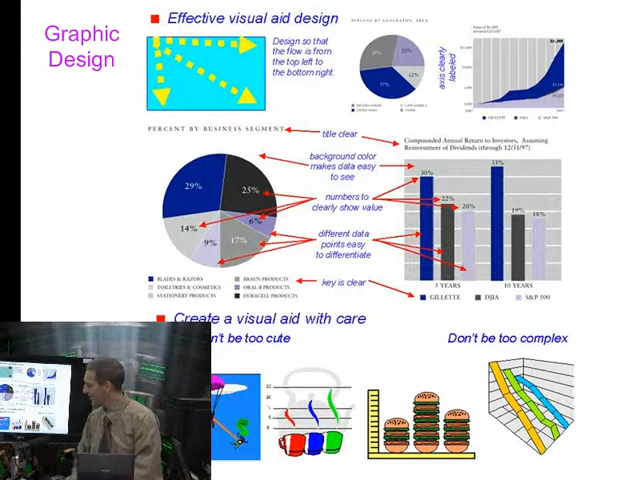 Graphic
Design
Effective visual aid design
Design so that
the flow is from
the top left to
the bottom right.
PERCENT BY GEOGRAPHIC AREA
12%
37%
axis clearly
labeled
GILLETTE DJIA S&P 500
PERCENT BY BUSINESS SEGMENT
title clear
background color
makes data easy
to see
numbers to
clearly show value
different data
points easy
to differentiate
key is clear
29%
25%
6%
17%
9%
14%
BLADES & RAZORS
BRAUN PRODUCTS
TOILETRIES & COSMETICS
ORAL-B PRODUCTS
STATIONERY PRODUCTS
DURACELL PRODUCTS
Compounded Annual Return to Investors, Assuming
Reinvestment of Dividends (through 12/31/97)
30%
22%
20%
33%
19%
18%
5 YEARS
10 YEARS
GILLETTE DJIA S&P 500
Create a visual aid with care
n't be too cute
Don't be too complex